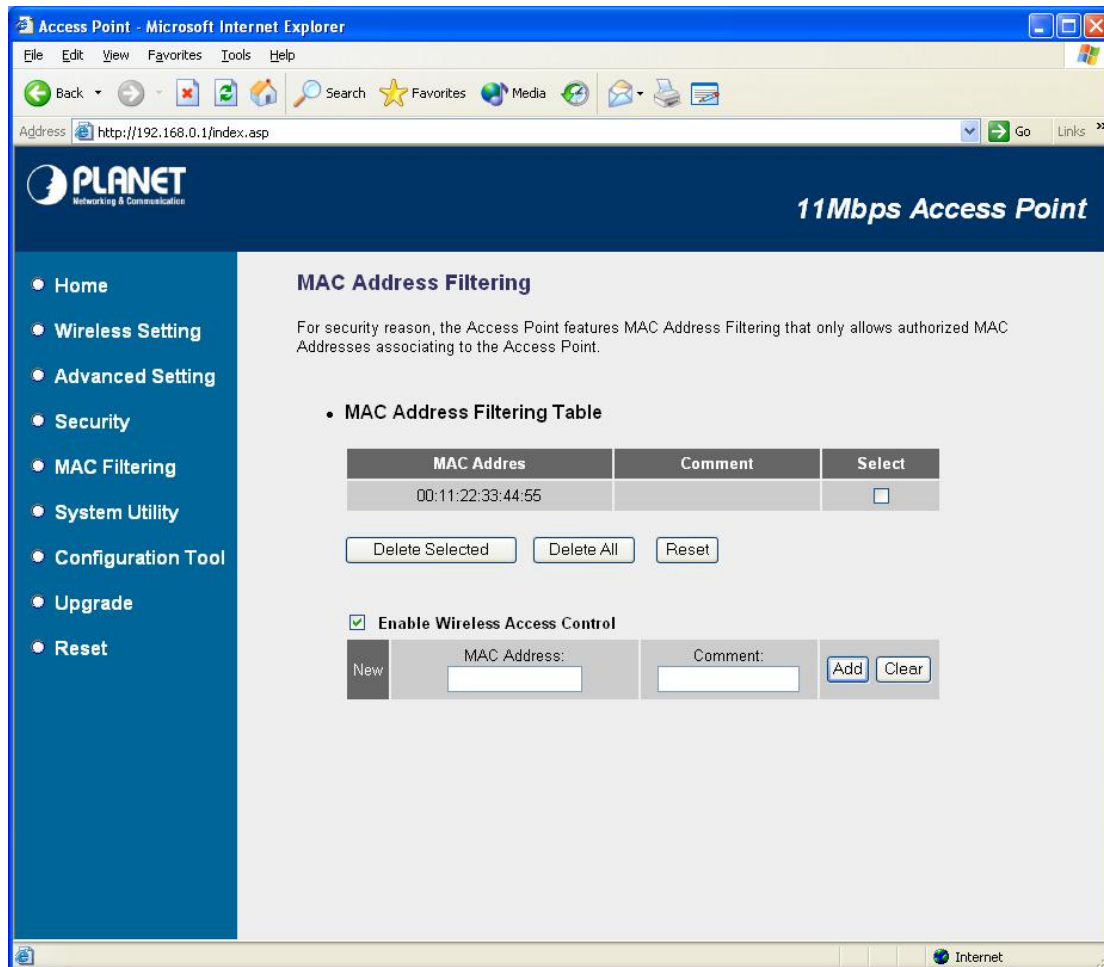 Access Point - Microsoft Internet Explorer
File Edit View Favorites Tools Help
Back Search Favorites Media
Address http://192.168.0.1/index.asp Go Links »
PLANET
Networking & Communication
11Mbps Access Point
Home
Wireless Setting
Advanced Setting
Security
MAC Filtering
System Utility
Configuration Tool
Upgrade
Reset
MAC Address Filtering
For security reason, the Access Point features MAC Address Filtering that only allows authorized MAC
Addresses associating to the Access Point.
• MAC Address Filtering Table
MAC Addres Comment Select
00:11:22:33:44:55
Delete Selected Delete All Reset
Enable Wireless Access Control
New MAC Address: Comment: Add Clear
Internet